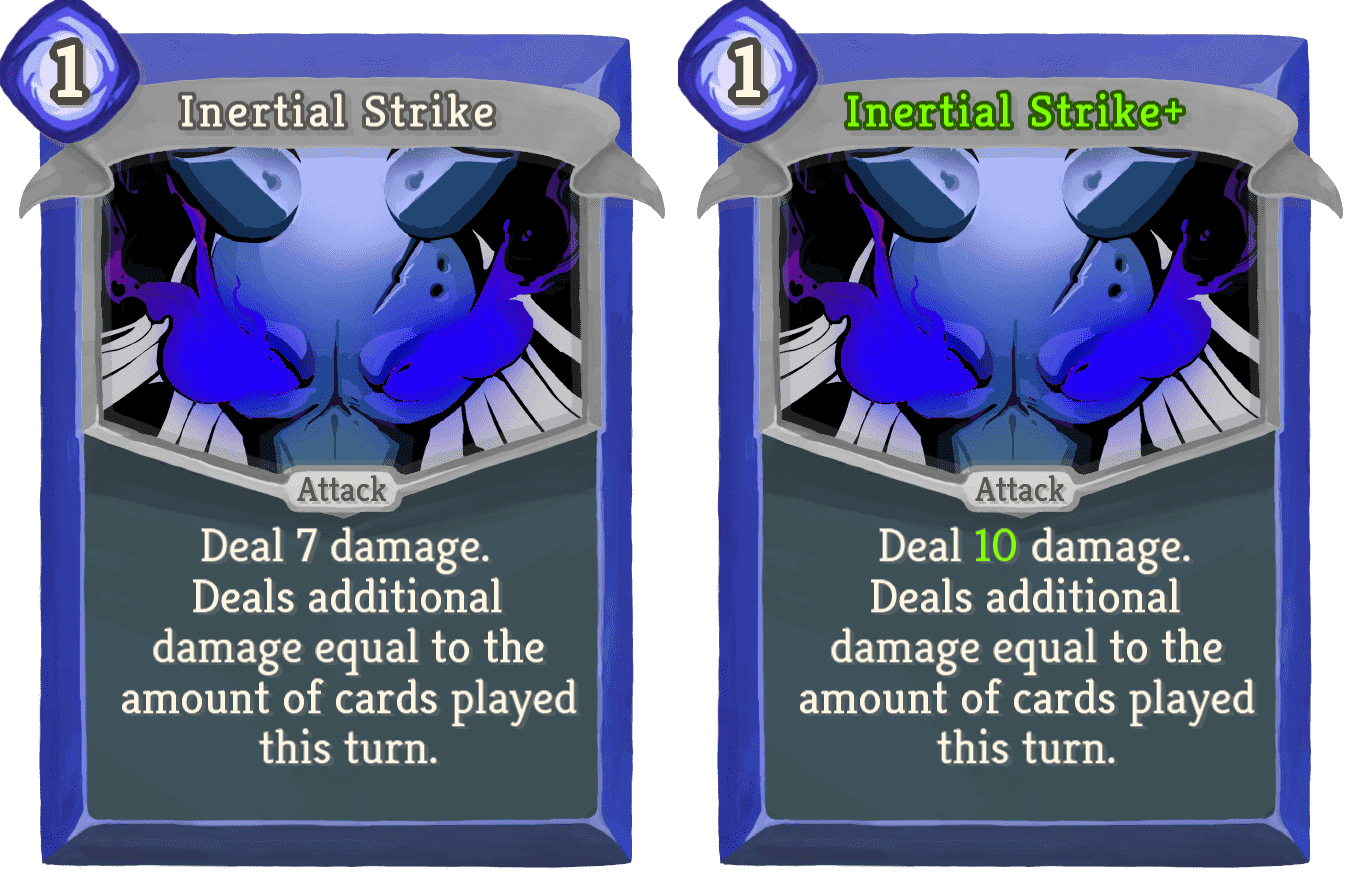 1
Inertial Strike
Attack
Deal 7 damage.
Deals additional
damage equal to the
amount of cards played
this turn.
1
Inertial Strike+
Attack
Deal 10 damage.
Deals additional
damage equal to the
amount of cards played
this turn.